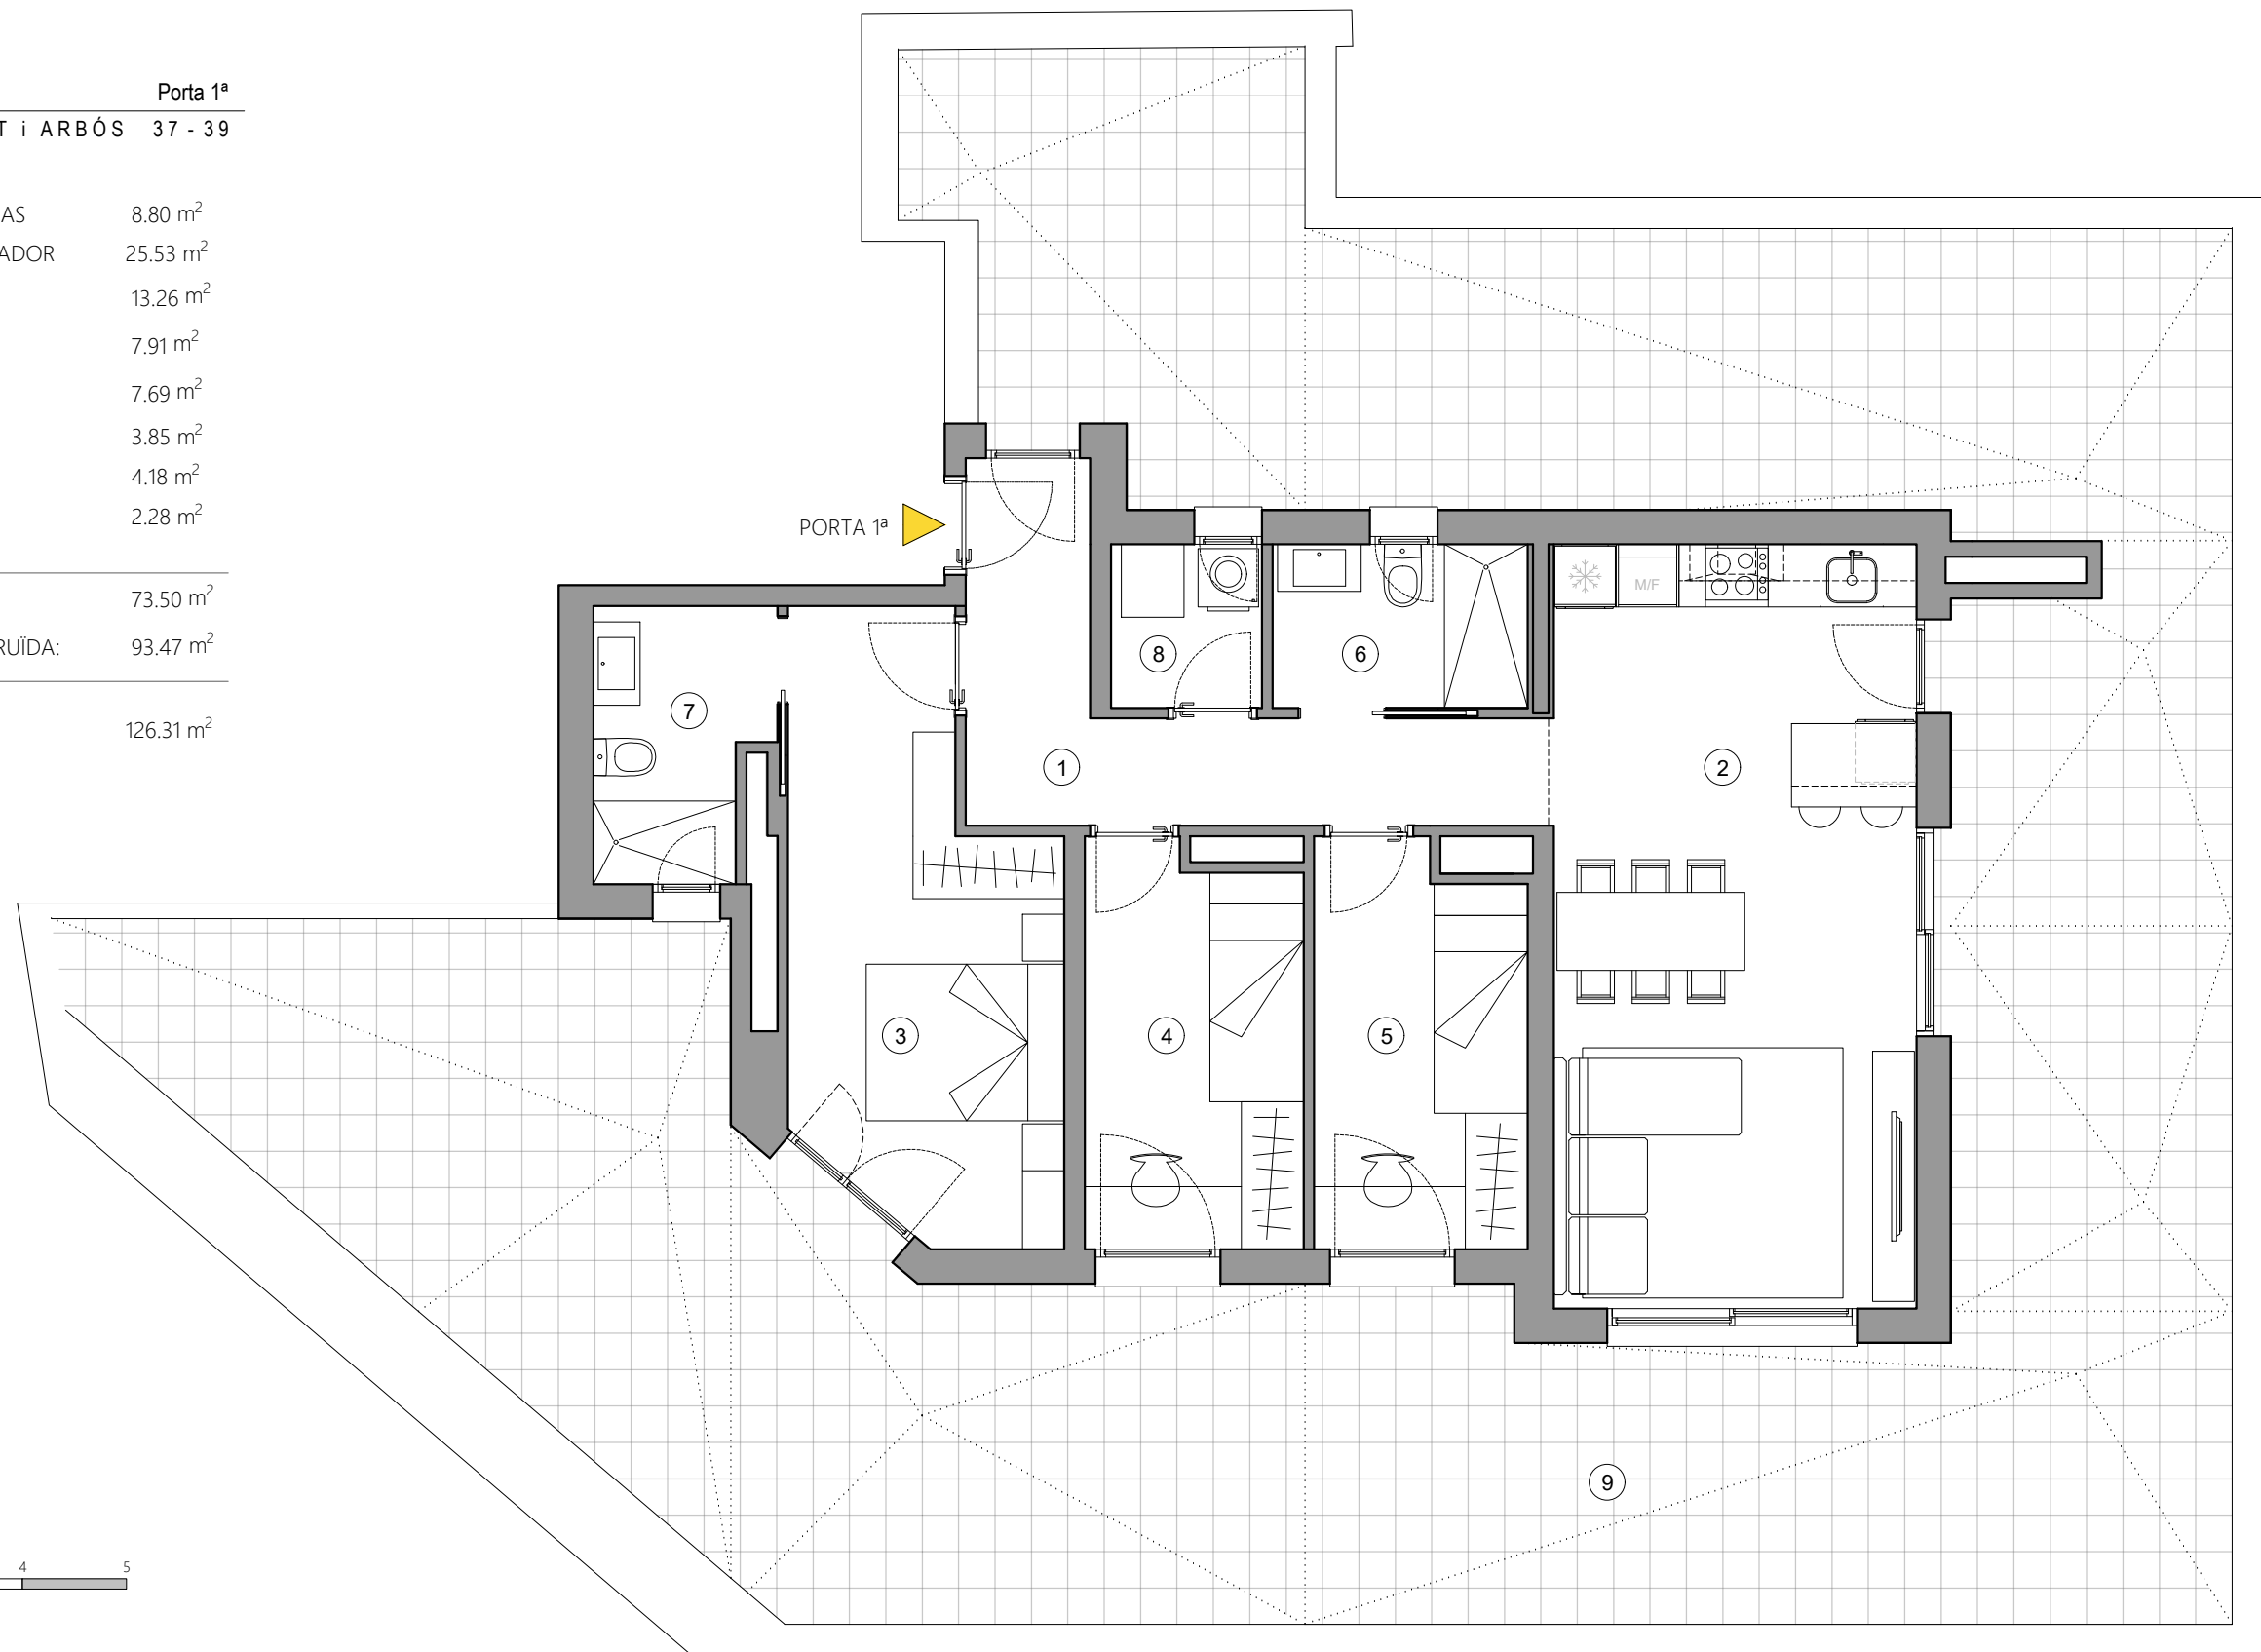 Porta 1ª
T i ARBÓS 37 - 39
AS 8.80 m²
ADOR 25.53 m²
13.26 m²
7.91 m²
7.69 m²
3.85 m²
4.18 m²
2.28 m²
73.50 m²
RUÏDA: 93.47 m²
126.31 m²
PORTA 1ª
M/F
8
6
7
1
2
3
4
5
9
4 5